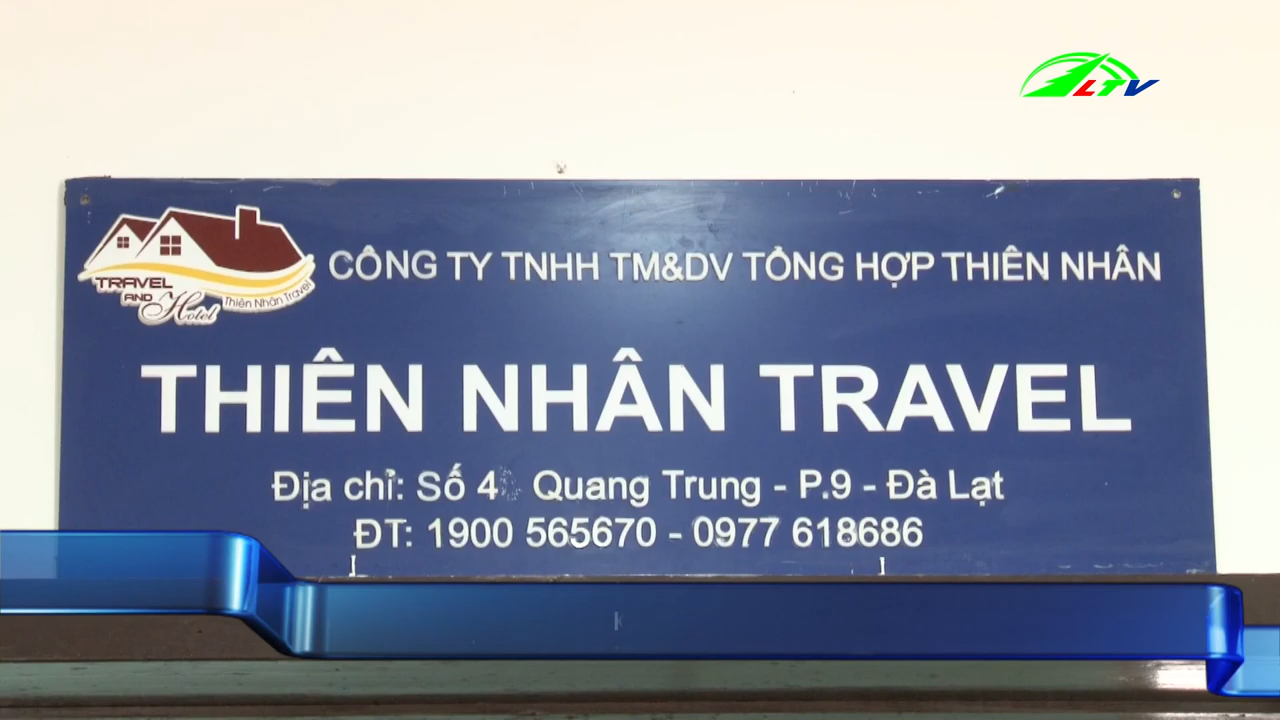 LTV
CÔNG TY TNHH TM&DV TỔNG HỢP THIÊN NHÂN
TRAVEL
AND
Hotel
Thiên Nhân Travel
THIÊN NHÂN TRAVEL
Địa chỉ: Số 4 Quang Trung - P.9 - Đà Lạt
ĐT: 1900 565670 - 0977 618686